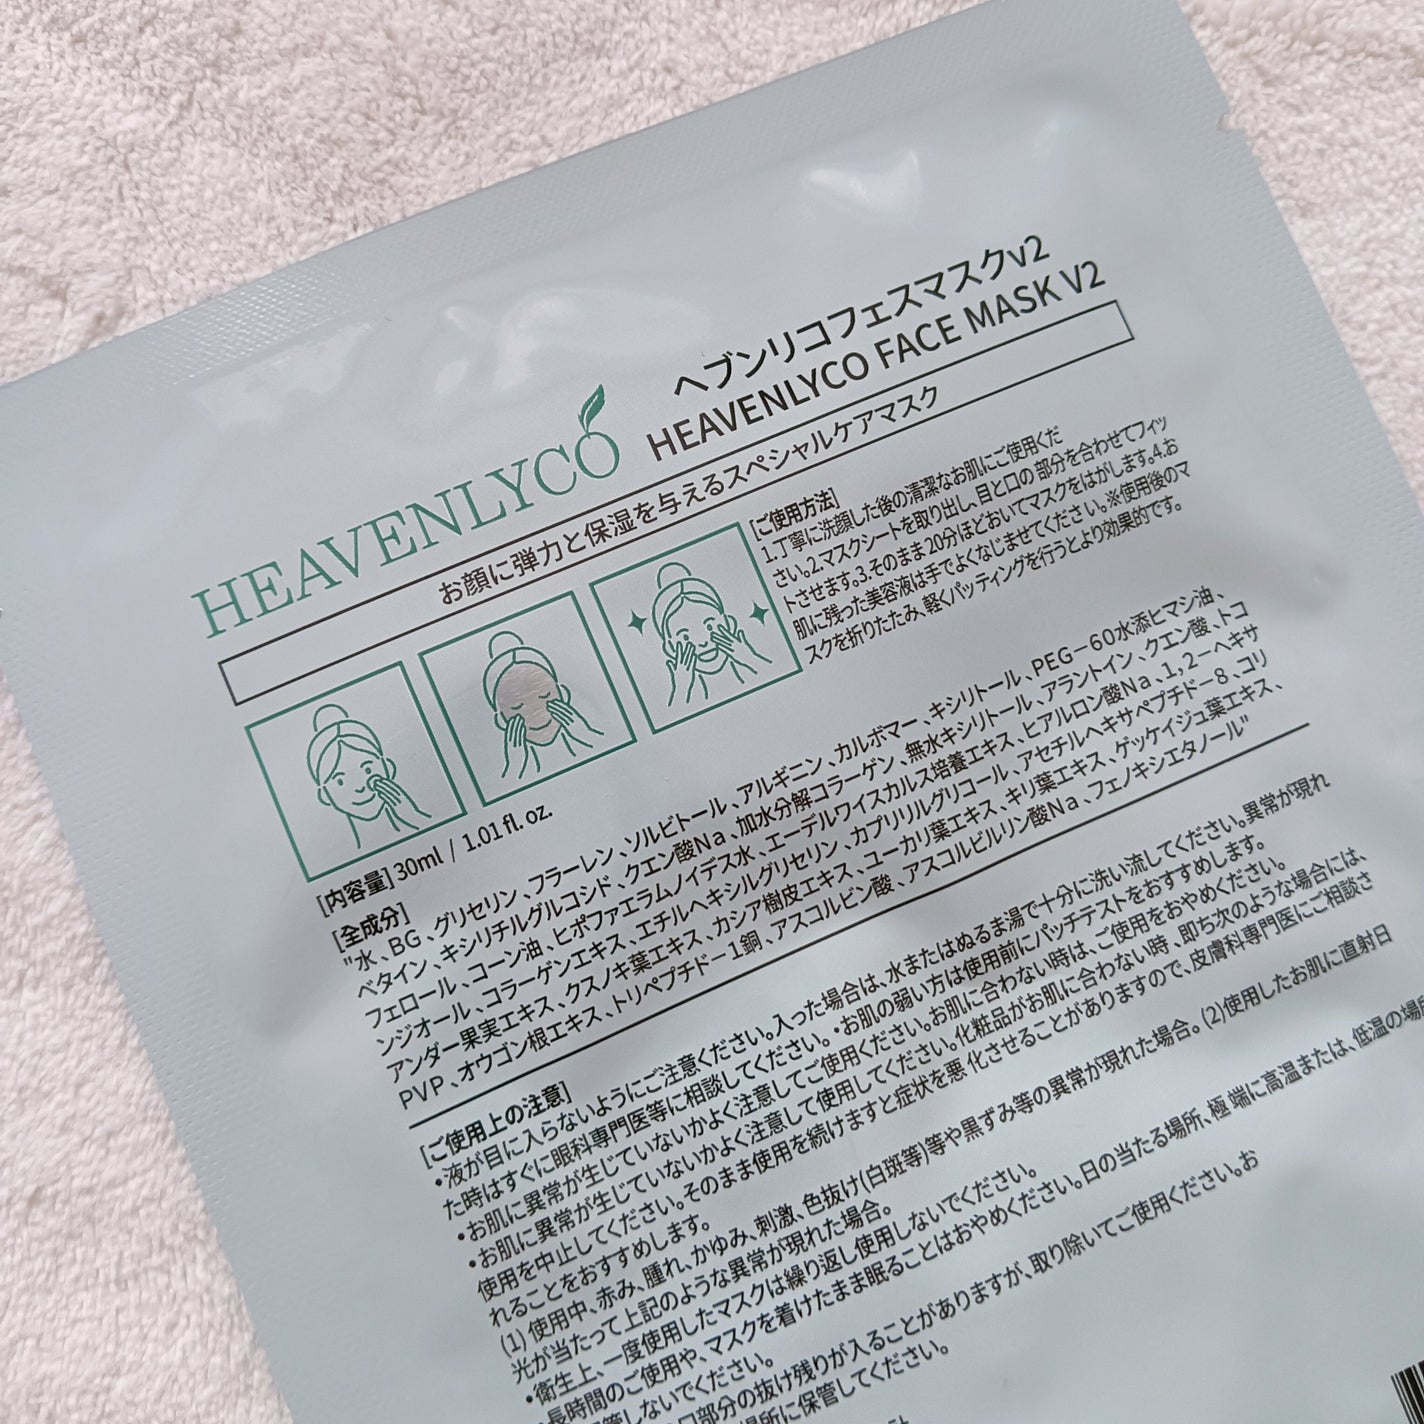 HEAVENLYCO
ヘブンリコフェスマスクv2
HEAVENLYCO FACE MASK V2
お顔に弾力と保湿を与えるスペシャルケアマスク
[ご使用方法]
1.丁寧に洗顔した後の清潔なお肌にご使用くだ
さい。2.マスクシートを取り出し、目と口の 部分を合わせてフィッ
トさせます。3.そのまま20分ほどおいてマスクをはがします。4.お
肌に残った美容液は手でよくなじませてください。※使用後のマ
スクを折りたたみ、軽くパッティングを行うとより効果的です。
[内容量] 30ml / 1.01 fl. oz.
[全成分]
"水、BG、グリセリン、フラーレン、ソルビトール、アルギニン、カルボマー、キシリトール、PEG－60水添ヒマシ油、
ベタイン、キシリチルグルコシド、クエン酸Na、加水分解コラーゲン、無水キシリトール、アラントイン、クエン酸、トコ
フェロール、コーン油、ヒポファエラムノイデス水、エーデルワイスカルス培養エキス、ヒアルロン酸Na、1,2－ヘキサ
ンジオール、コラーゲンエキス、エチルヘキシルグリセリン、カプリリルグリコール、アセチルヘキサペプチド－8、コリ
アンダー果実エキス、クスノキ葉エキス、カシア樹皮エキス、ユーカリ葉エキス、キリ葉エキス、ゲッケイジュ葉エキス、
PVP、オウゴン根エキス、トリペプチド－1銅、アスコルビン酸、アスコルビルリン酸Na、フェノキシエタノール"
[ご使用上の注意]
•液が目に入らないようにご注意ください。入った場合は、水またはぬるま湯で十分に洗い流してください。異常が現れ
た時はすぐに眼科専門医等に相談してください。•お肌の弱い方は使用前にパッチテストをおすすめします。
•お肌に異常が生じていないかよく注意してご使用ください。お肌に合わない時は、ご使用をおやめください。
•お肌に異常が生じていないかよく注意して使用してください。化粧品がお肌に合わない時、即ち次のような場合には、
使用を中止してください。そのまま使用を続けますと症状を悪 化させることがありますので、皮膚科専門医にご相談さ
れることをおすすめします。
(1) 使用中、赤み、腫れ、かゆみ、刺激、色抜け(白斑等)等や黒ずみ等の異常が現れた場合。(2)使用したお肌に直射日
光が当たって上記のような異常が現れた場合。
•衛生上、一度使用したマスクは繰り返し使用しないでください。
•長時間のご使用や、マスクを着けたまま眠ることはおやめください。日の当たる場所、極端に高温または、低温の場所
管しないでください。
口部分の抜け残りが入ることがありますが、取り除いてご使用ください。お
場所に保管してください。